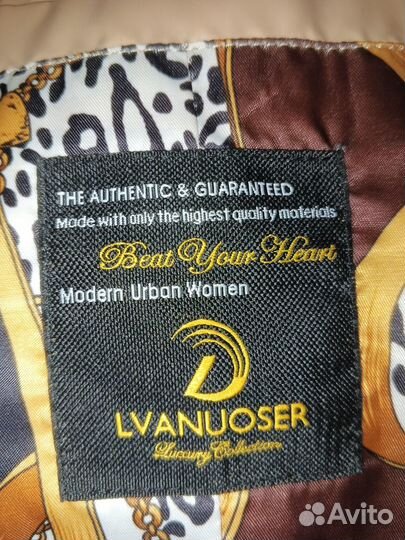 THE AUTHENTIC & GUARANTEED
Made with only the highest quality materials
Beat Your Heart
Modern Urban Women
LVANUOSER
Luxury Collection
Avito